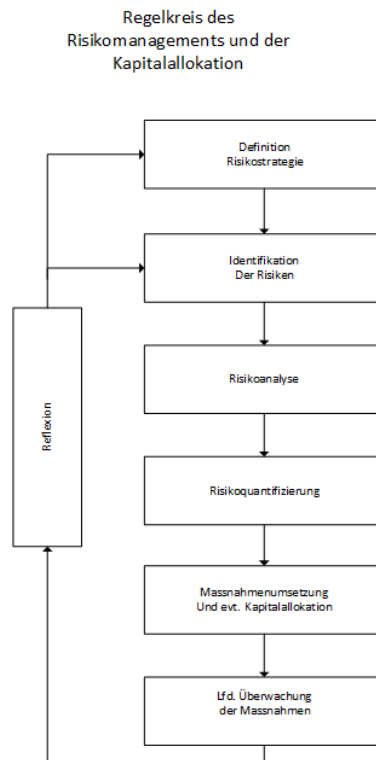 Regelkreis des
Risikomanagements und der
Kapitalallokation
Definition
Risikostrategie
Identifikation
Der Risiken
Risikoanalyse
Reflexion
Risikoquantifizierung
Massnahmenumsetzung
Und evt. Kapitalallokation
Lfd. Überwachung
der Massnahmen